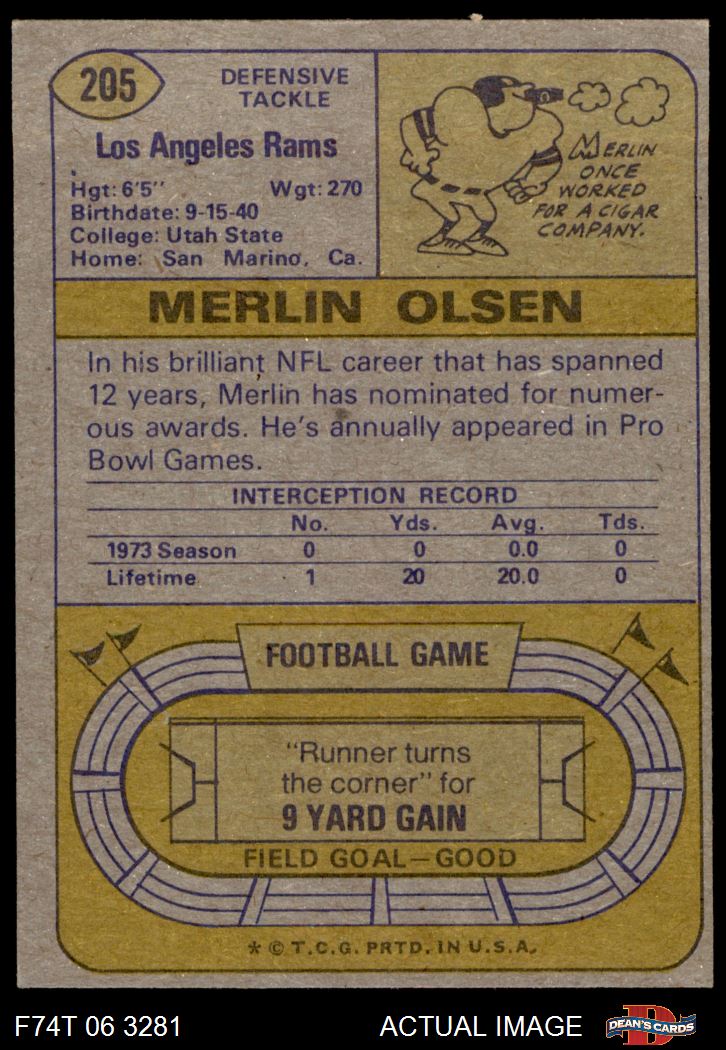 205
DEFENSIVE
TACKLE
Los Angeles Rams
Hgt: 6'5" Wgt: 270
Birthdate: 9-15-40
College: Utah State
Home: San Marino, Ca.
MERLIN
ONCE
WORKED
FOR A CIGAR
COMPANY.
MERLIN OLSEN
In his brilliant NFL career that has spanned
12 years, Merlin has nominated for numer-
ous awards. He's annually appeared in Pro
Bowl Games.
INTERCEPTION RECORD
No. Yds. Avg. Tds.
1973 Season 0 0 0.0 0
Lifetime 1 20 20.0 0
FOOTBALL GAME
"Runner turns
the corner" for
9 YARD GAIN
FIELD GOAL—GOOD
* © T.C.G. PRTD. IN U.S.A.
F74T 06 3281 ACTUAL IMAGE
D
DEAN'S CARDS